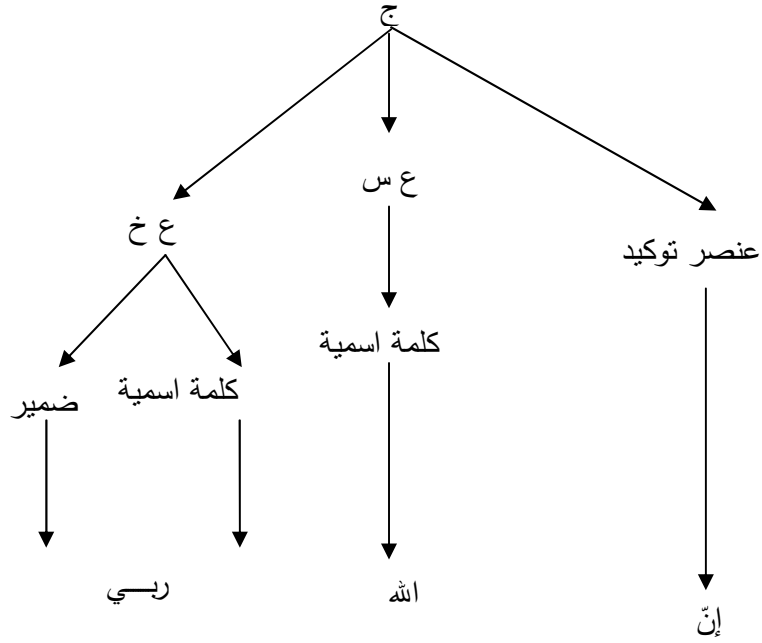 ج
ع س
ع خ
عنصر توكيد
كلمة اسمية
كلمة اسمية
ضمير
إنّ
الله
ربـــي